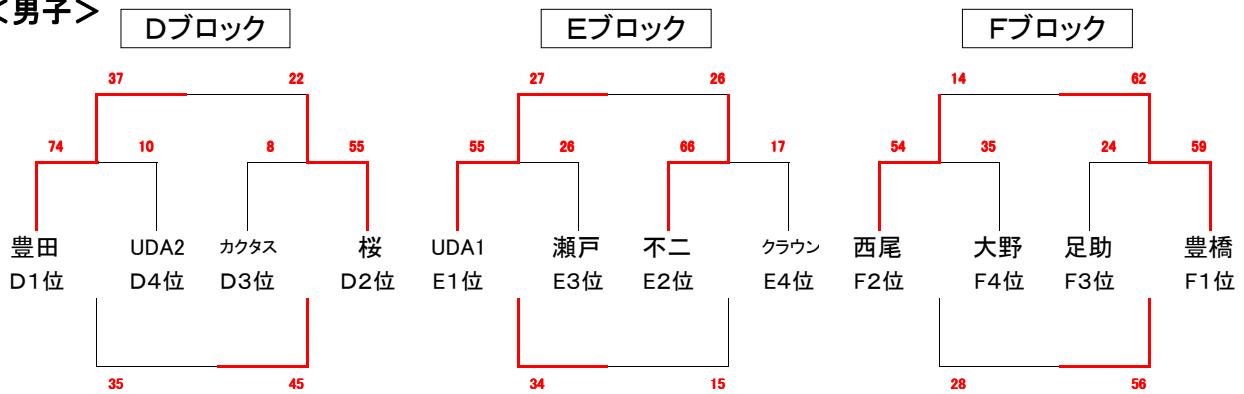 ＜男子＞
Dブロック Eブロック Fブロック
37 22 27 26 14 62
74 10 8 55 55 26 66 17 54 35 24 59
豊田 UDA2 カクタス 桜 UDA1 瀬戸 不二 クラウン 西尾 大野 足助 豊橋
D1位 D4位 D3位 D2位 E1位 E3位 E2位 E4位 F2位 F4位 F3位 F1位
35 45 34 15 28 56